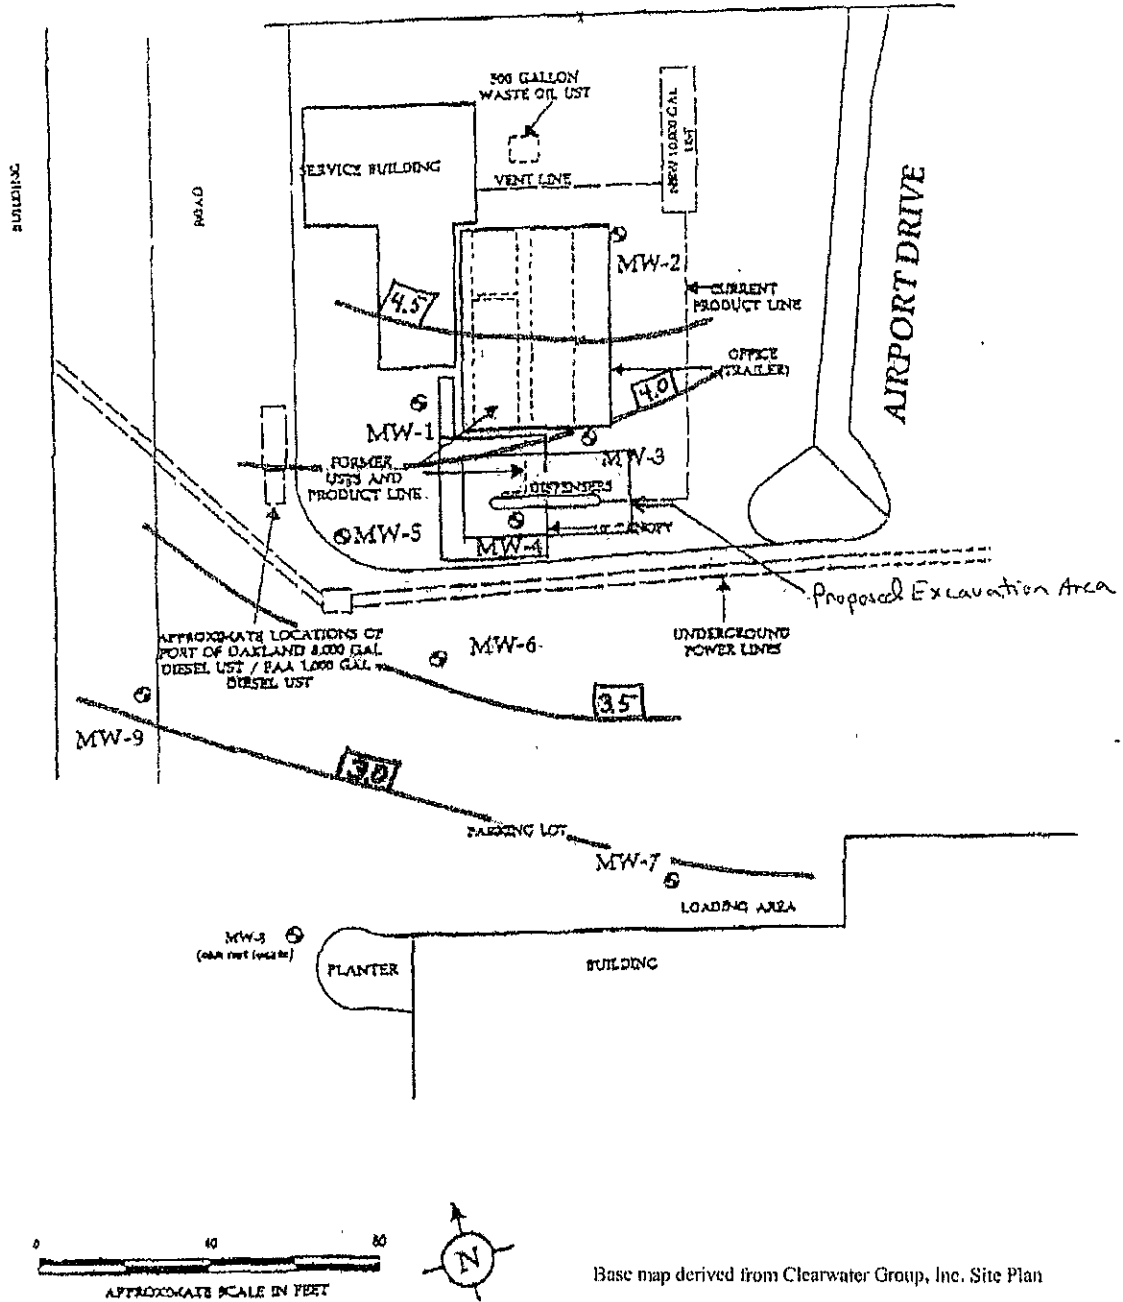 500 GALLON
WASTE OIL UST
NEW 10,000 GAL
UST
SERVICE BUILDING
VENT LINE
BUILDING
ROAD
AIRPORT DRIVE
MW-2
CURRENT
PRODUCT LINE
4.5
OFFICE
(TRAILER)
4.0
MW-1
MW-3
FORMER
USTS AND
PRODUCT LINE
DISPENSERS
MW-5
MW-4
CANOPY
Proposed Excavation Area
APPROXIMATE LOCATIONS OF
PORT OF OAKLAND 8,000 GAL
DIESEL UST / FAA 1,000 GAL
DIESEL UST
MW-6
UNDERGROUND
POWER LINES
3.5
MW-9
3.0
PARKING LOT
MW-7
LOADING AREA
MW-8
(can not locate)
PLANTER
BUILDING
0 40 80
APPROXIMATE SCALE IN FEET
N
Base map derived from Clearwater Group, Inc. Site Plan